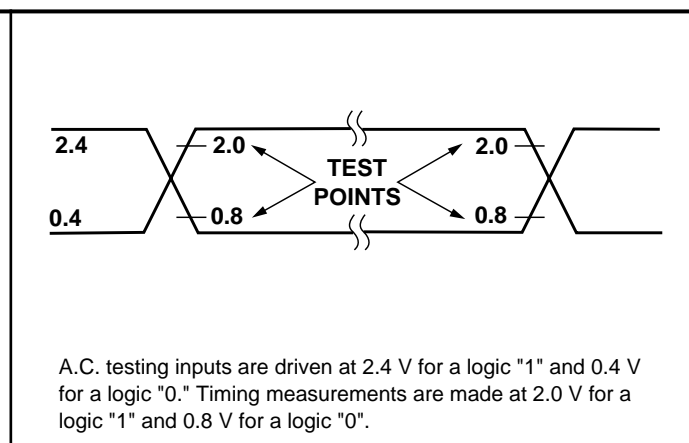 2.4
2.0
TEST
POINTS
2.0
0.4
0.8
0.8
A.C. testing inputs are driven at 2.4 V for a logic "1" and 0.4 V
for a logic "0." Timing measurements are made at 2.0 V for a
logic "1" and 0.8 V for a logic "0".